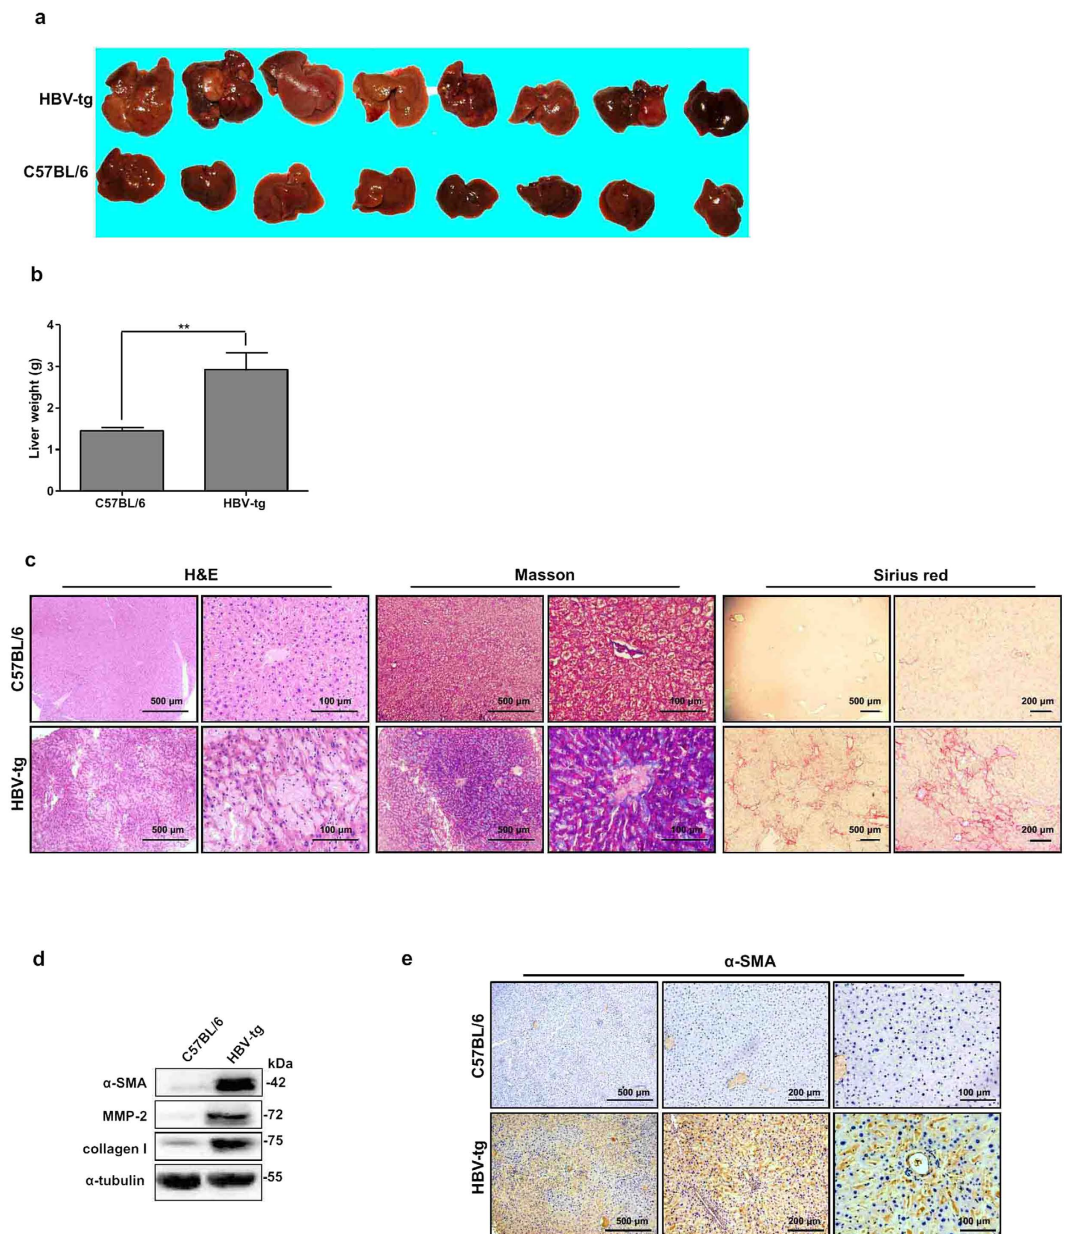 a
HBV-tg
C57BL/6
b
4
**
3
2
1
0
Liver weight (g)
C57BL/6
HBV-tg
c
H&E
Masson
Sirius red
C57BL/6
500 µm
100 µm
500 µm
100 µm
500 µm
200 µm
HBV-tg
500 µm
100 µm
500 µm
100 µm
500 µm
200 µm
d
C57BL/6
HBV-tg
kDa
α-SMA
-42
MMP-2
-72
collagen I
-75
α-tubulin
-55
e
α-SMA
C57BL/6
500 µm
200 µm
100 µm
HBV-tg
500 µm
200 µm
100 µm